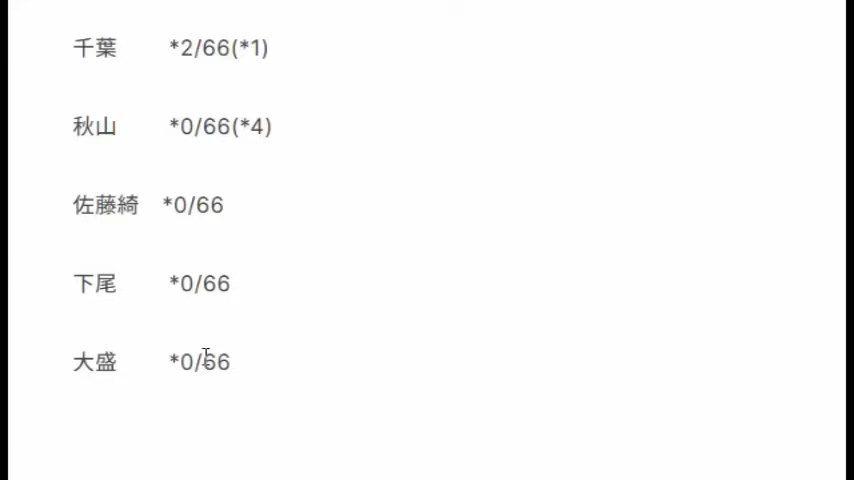 千葉　　*2/66(*1)
秋山　　*0/66(*4)
佐藤綺　*0/66
下尾　　*0/66
大盛　　*0/66